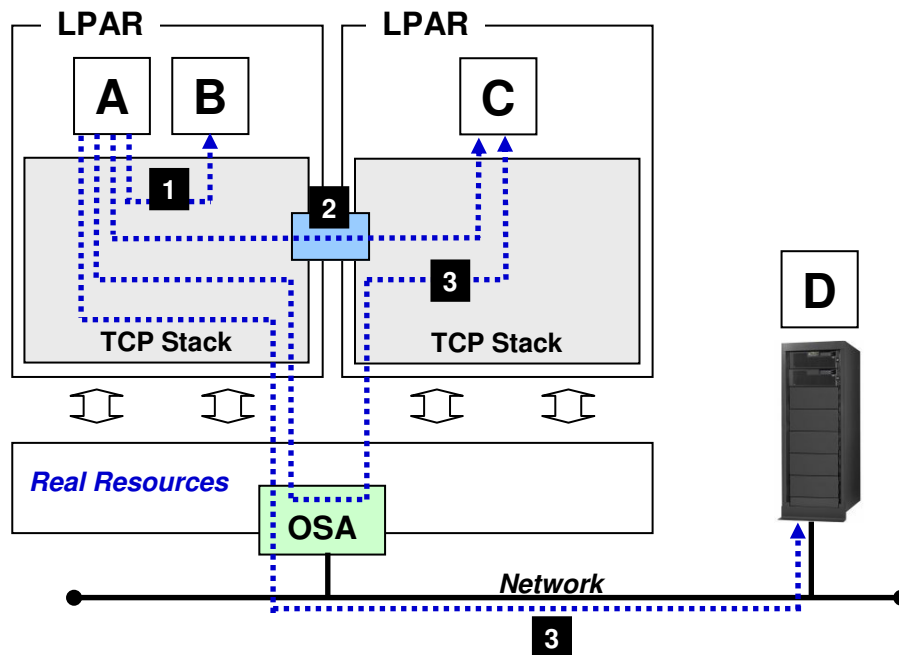 LPAR
LPAR
A
B
C
1
2
3
D
TCP Stack
TCP Stack
Real Resources
OSA
Network
3